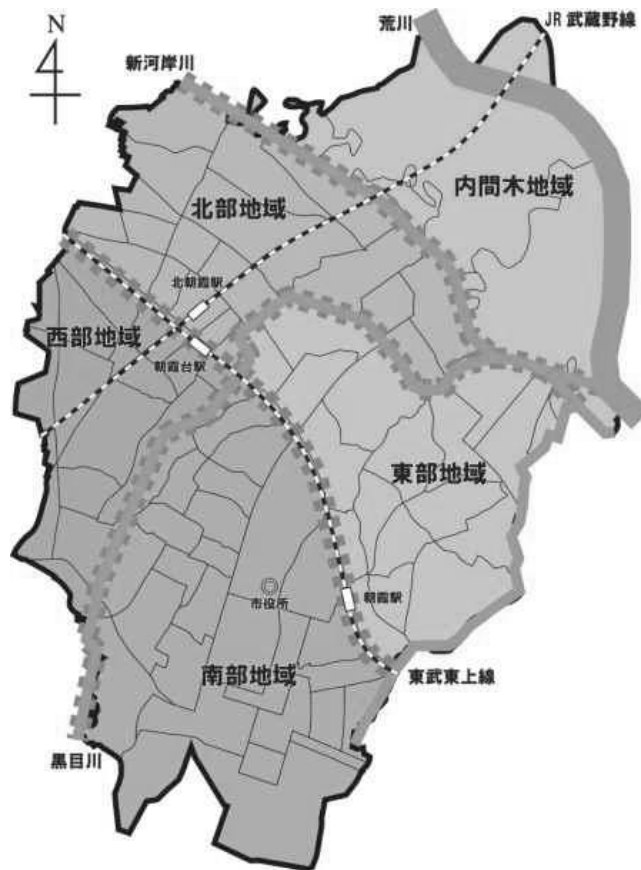 N
荒川
JR武蔵野線
新河岸川
内間木地域
北部地域
北朝霞駅
西部地域
朝霞台駅
東部地域
市役所
朝霞駅
南部地域
東武東上線
黒目川